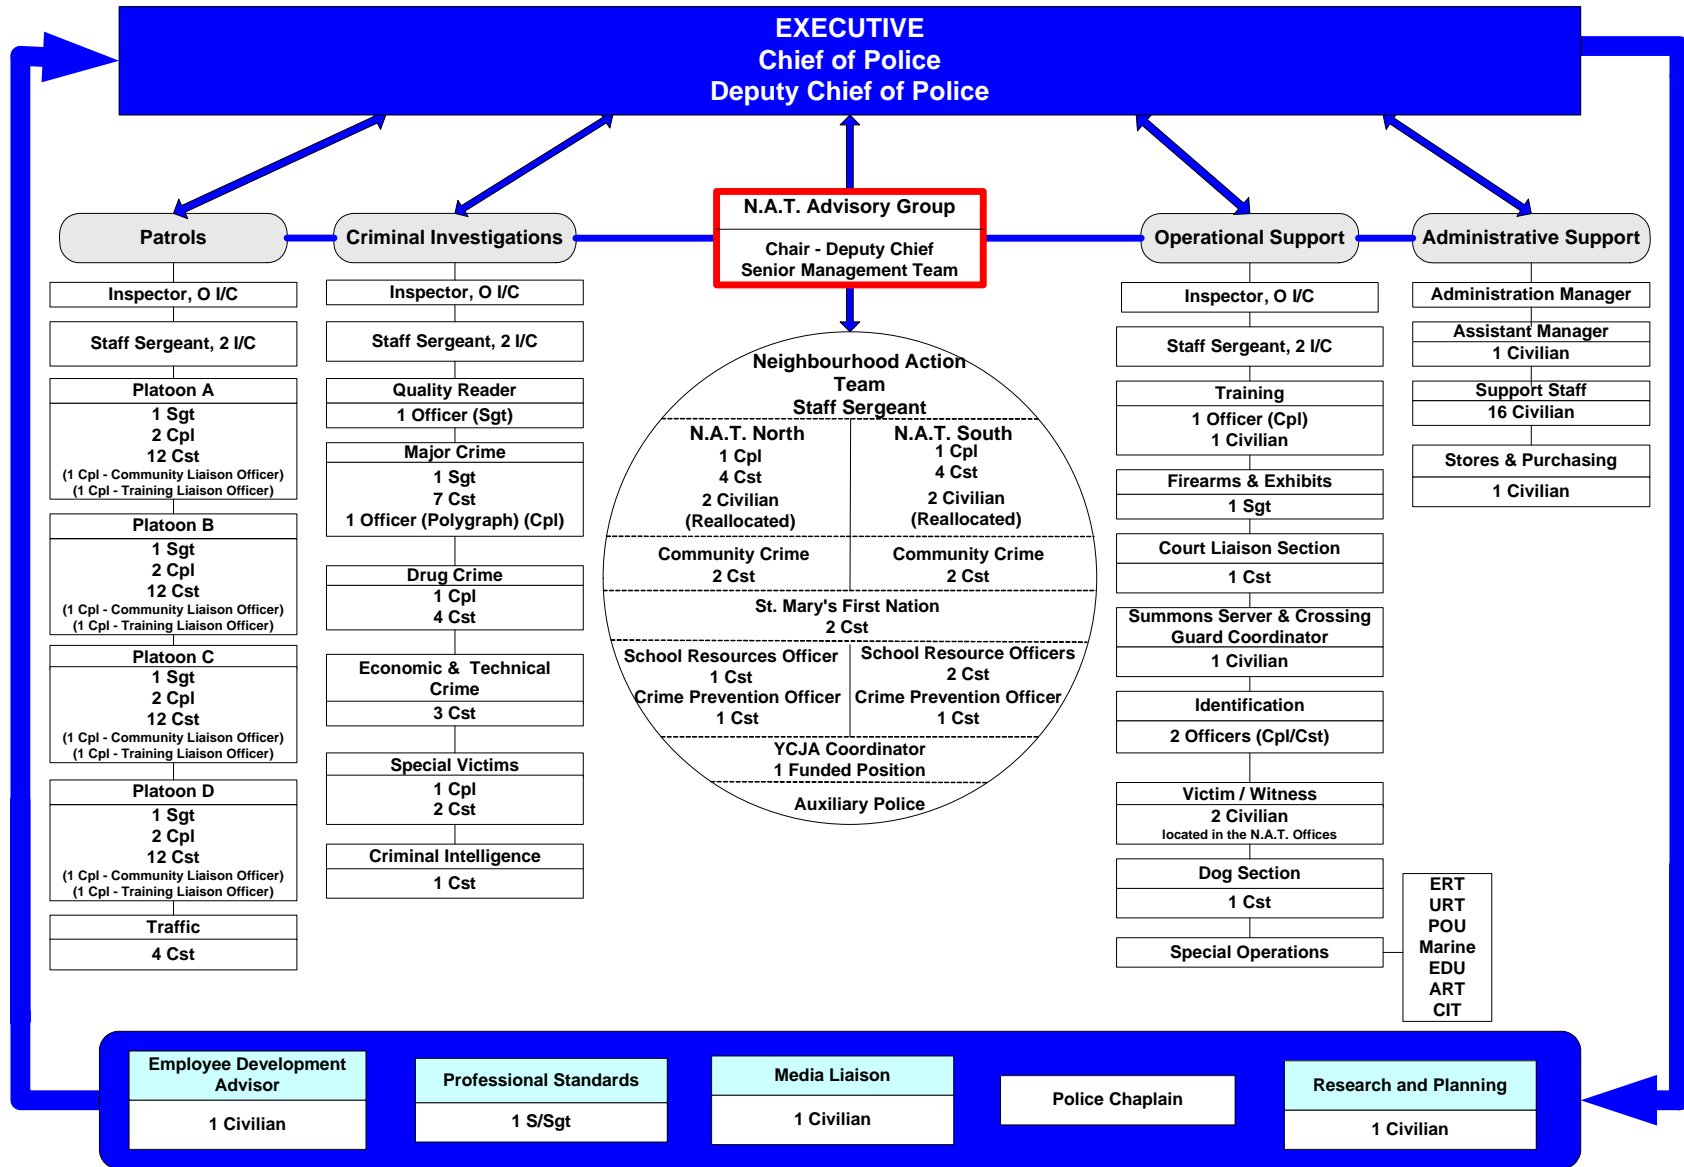 EXECUTIVE
Chief of Police
Deputy Chief of Police
Patrols
Inspector, O I/C
Staff Sergeant, 2 I/C
Platoon A
1 Sgt
2 Cpl
12 Cst
(1 Cpl - Community Liaison Officer)
(1 Cpl - Training Liaison Officer)
Platoon B
1 Sgt
2 Cpl
12 Cst
(1 Cpl - Community Liaison Officer)
(1 Cpl - Training Liaison Officer)
Platoon C
1 Sgt
2 Cpl
12 Cst
(1 Cpl - Community Liaison Officer)
(1 Cpl - Training Liaison Officer)
Platoon D
1 Sgt
2 Cpl
12 Cst
(1 Cpl - Community Liaison Officer)
(1 Cpl - Training Liaison Officer)
Traffic
4 Cst
Criminal Investigations
Inspector, O I/C
Staff Sergeant, 2 I/C
Quality Reader
1 Officer (Sgt)
Major Crime
1 Sgt
7 Cst
1 Officer (Polygraph) (Cpl)
Drug Crime
1 Cpl
4 Cst
Economic & Technical
Crime
3 Cst
Special Victims
1 Cpl
2 Cst
Criminal Intelligence
1 Cst
N.A.T. Advisory Group
Chair - Deputy Chief
Senior Management Team
Neighbourhood Action
Team
Staff Sergeant
N.A.T. North
1 Cpl
4 Cst
2 Civilian
(Reallocated)
N.A.T. South
1 Cpl
4 Cst
2 Civilian
(Reallocated)
Community Crime
2 Cst
Community Crime
2 Cst
St. Mary's First Nation
2 Cst
School Resources Officer
1 Cst
Crime Prevention Officer
1 Cst
School Resource Officers
2 Cst
Crime Prevention Officer
1 Cst
YCJA Coordinator
1 Funded Position
Auxiliary Police
Operational Support
Inspector, O I/C
Staff Sergeant, 2 I/C
Training
1 Officer (Cpl)
1 Civilian
Firearms & Exhibits
1 Sgt
Court Liaison Section
1 Cst
Summons Server & Crossing
Guard Coordinator
1 Civilian
Identification
2 Officers (Cpl/Cst)
Victim / Witness
2 Civilian
located in the N.A.T. Offices
Dog Section
1 Cst
Special Operations
ERT
URT
POU
Marine
EDU
ART
CIT
Administrative Support
Administration Manager
Assistant Manager
1 Civilian
Support Staff
16 Civilian
Stores & Purchasing
1 Civilian
Employee Development
Advisor
1 Civilian
Professional Standards
1 S/Sgt
Media Liaison
1 Civilian
Police Chaplain
Research and Planning
1 Civilian